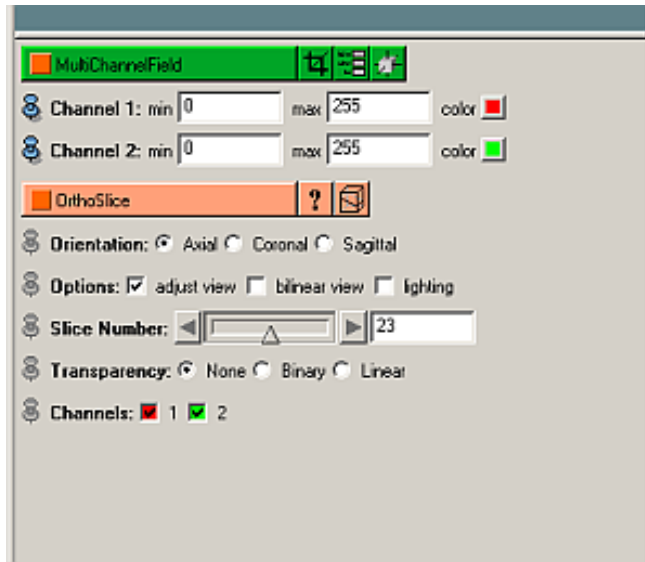 MultiChannelField
Channel 1: min 0 max 255 color
Channel 2: min 0 max 255 color
OrthoSlice ?
Orientation: Axial Coronal Sagittal
Options: adjust view bilinear view lighting
Slice Number: 23
Transparency: None Binary Linear
Channels: 1 2